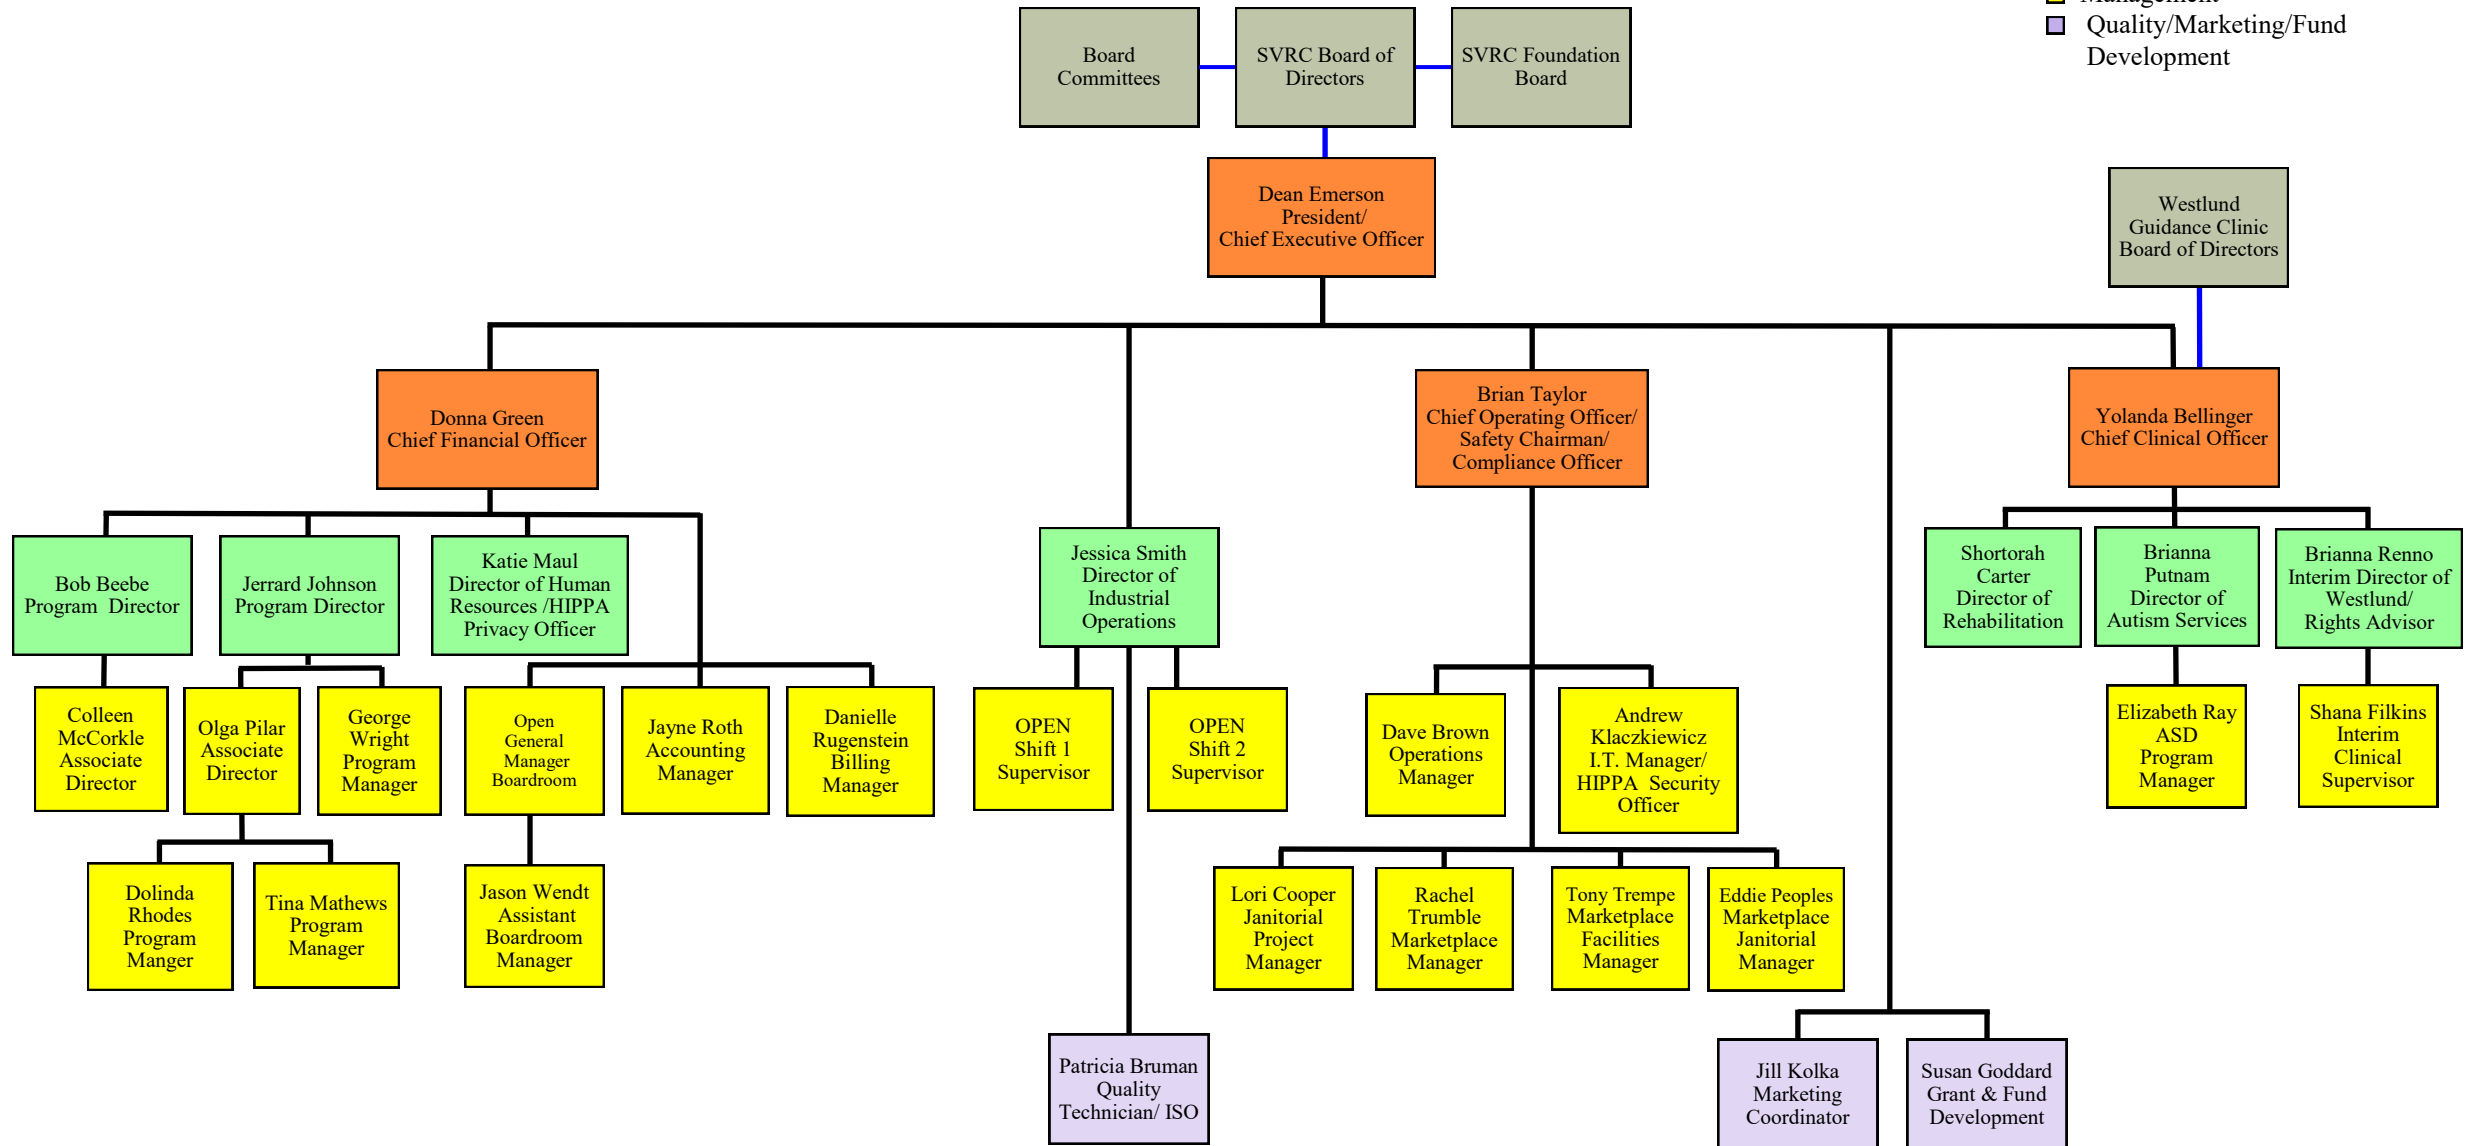 Management
Quality/Marketing/Fund
Development
Board
Committees
SVRC Board of
Directors
SVRC Foundation
Board
Dean Emerson
President/
Chief Executive Officer
Westlund
Guidance Clinic
Board of Directors
Donna Green
Chief Financial Officer
Brian Taylor
Chief Operating Officer/
Safety Chairman/
Compliance Officer
Yolanda Bellinger
Chief Clinical Officer
Bob Beebe
Program  Director
Jerrard Johnson
Program Director
Katie Maul
Director of Human
Resources /HIPPA
Privacy Officer
Jessica Smith
Director of
Industrial
Operations
Shortorah
Carter
Director of
Rehabilitation
Brianna
Putnam
Director of
Autism Services
Brianna Renno
Interim Director of
Westlund/
Rights Advisor
Colleen
McCorkle
Associate
Director
Olga Pilar
Associate
Director
George
Wright
Program
Manager
Open
General
Manager
Boardroom
Jayne Roth
Accounting
Manager
Danielle
Rugenstein
Billing
Manager
OPEN
Shift 1
Supervisor
OPEN
Shift 2
Supervisor
Dave Brown
Operations
Manager
Andrew
Klaczkiewicz
I.T. Manager/
HIPPA  Security
Officer
Elizabeth Ray
ASD
Program
Manager
Shana Filkins
Interim
Clinical
Supervisor
Dolinda
Rhodes
Program
Manger
Tina Mathews
Program
Manager
Jason Wendt
Assistant
Boardroom
Manager
Lori Cooper
Janitorial
Project
Manager
Rachel
Trumble
Marketplace
Manager
Tony Trempe
Marketplace
Facilities
Manager
Eddie Peoples
Marketplace
Janitorial
Manager
Patricia Bruman
Quality
Technician/ ISO
Jill Kolka
Marketing
Coordinator
Susan Goddard
Grant & Fund
Development